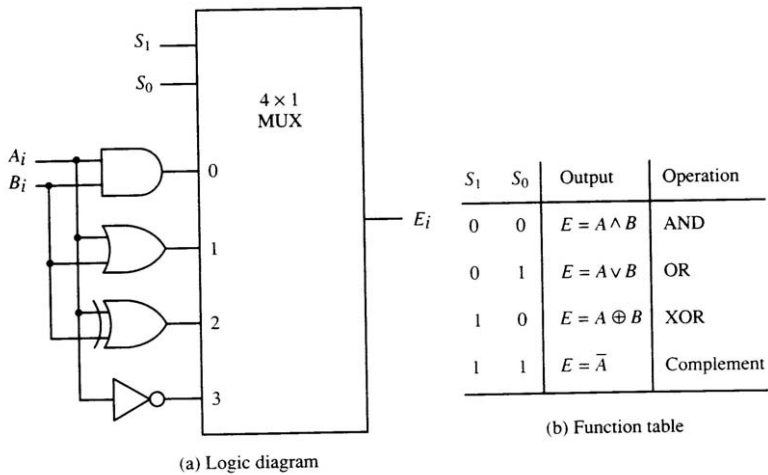 S₁
S₀
4 × 1
MUX
Aᵢ
Bᵢ
0
1
2
3
Eᵢ
(a) Logic diagram
S₁ S₀ Output Operation
0 0 E = A ∧ B AND
0 1 E = A ∨ B OR
1 0 E = A ⊕ B XOR
1 1 E = A̅ Complement
(b) Function table